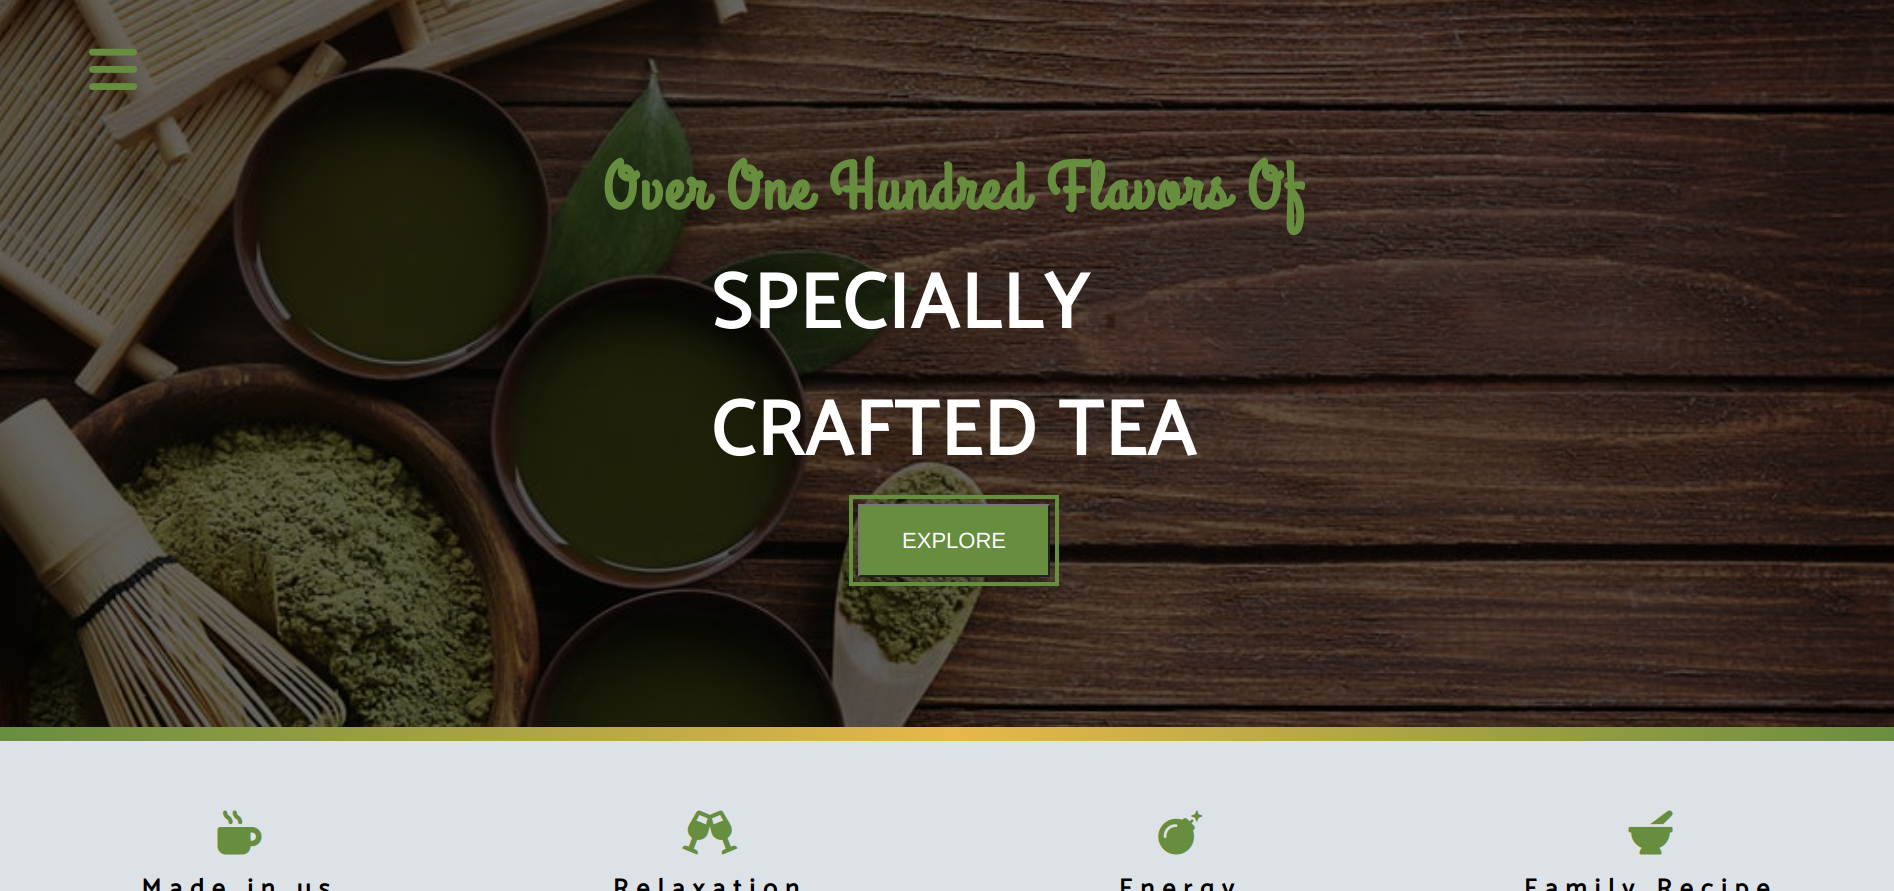 Over One Hundred Flavors Of
SPECIALLY
CRAFTED TEA
EXPLORE
Made in us
Relaxation
Energy
Family Recipe